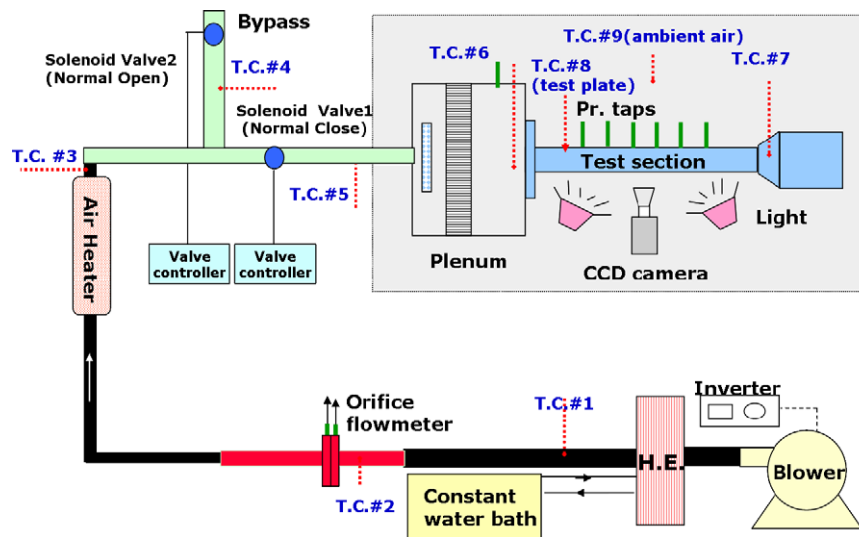 Bypass
Solenoid Valve2
(Normal Open)
T.C.#4
Solenoid Valve1
(Normal Close)
T.C. #3
T.C.#5
Air Heater
Valve
controller
Valve
controller
T.C.#6
T.C.#9(ambient air)
T.C.#8
(test plate)
T.C.#7
Pr. taps
Test section
Plenum
CCD camera
Light
Orifice
flowmeter
T.C.#1
T.C.#2
Inverter
H.E.
Blower
Constant
water bath